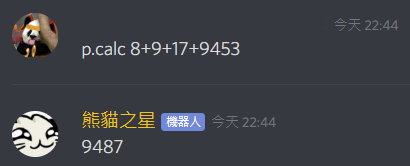 今天 22:44
p.calc 8+9+17+9453
熊貓之星 機器人 今天 22:44
9487